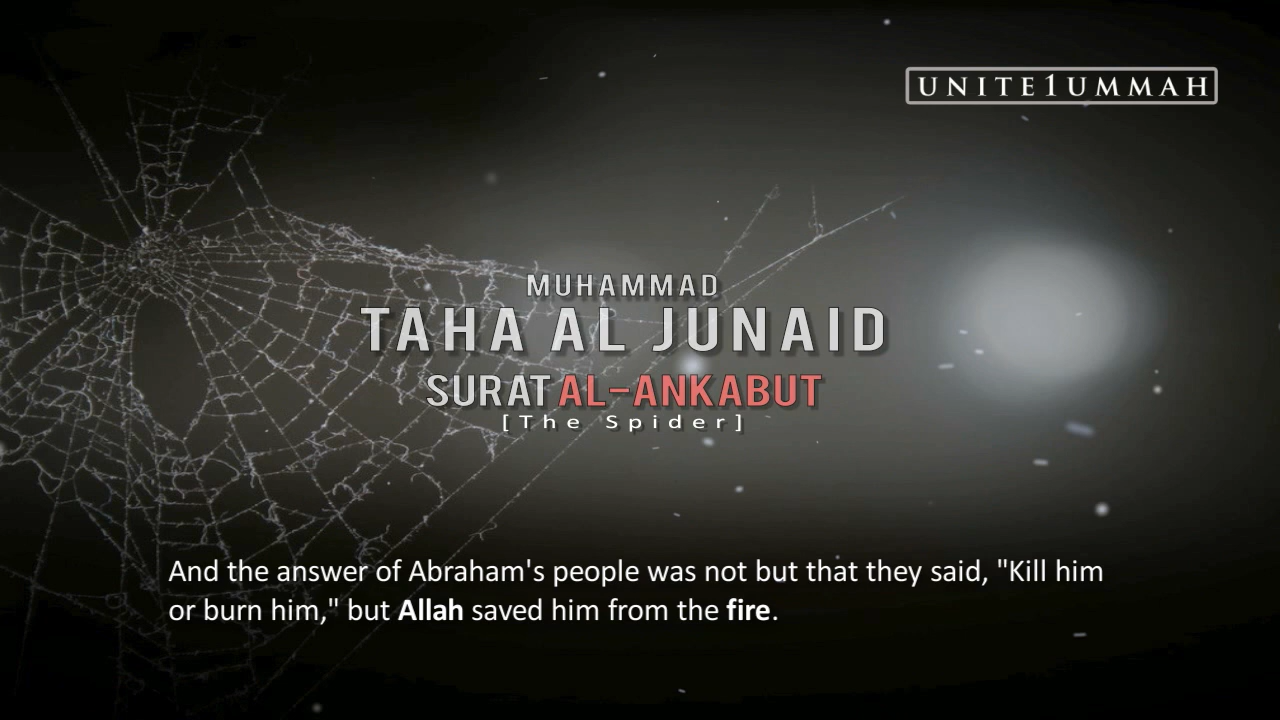 UNITE1UMMAH
MUHAMMAD
TAHA AL JUNAID
SURAT AL-ANKABUT
[The Spider]
And the answer of Abraham's people was not but that they said, "Kill him
or burn him," but Allah saved him from the fire.